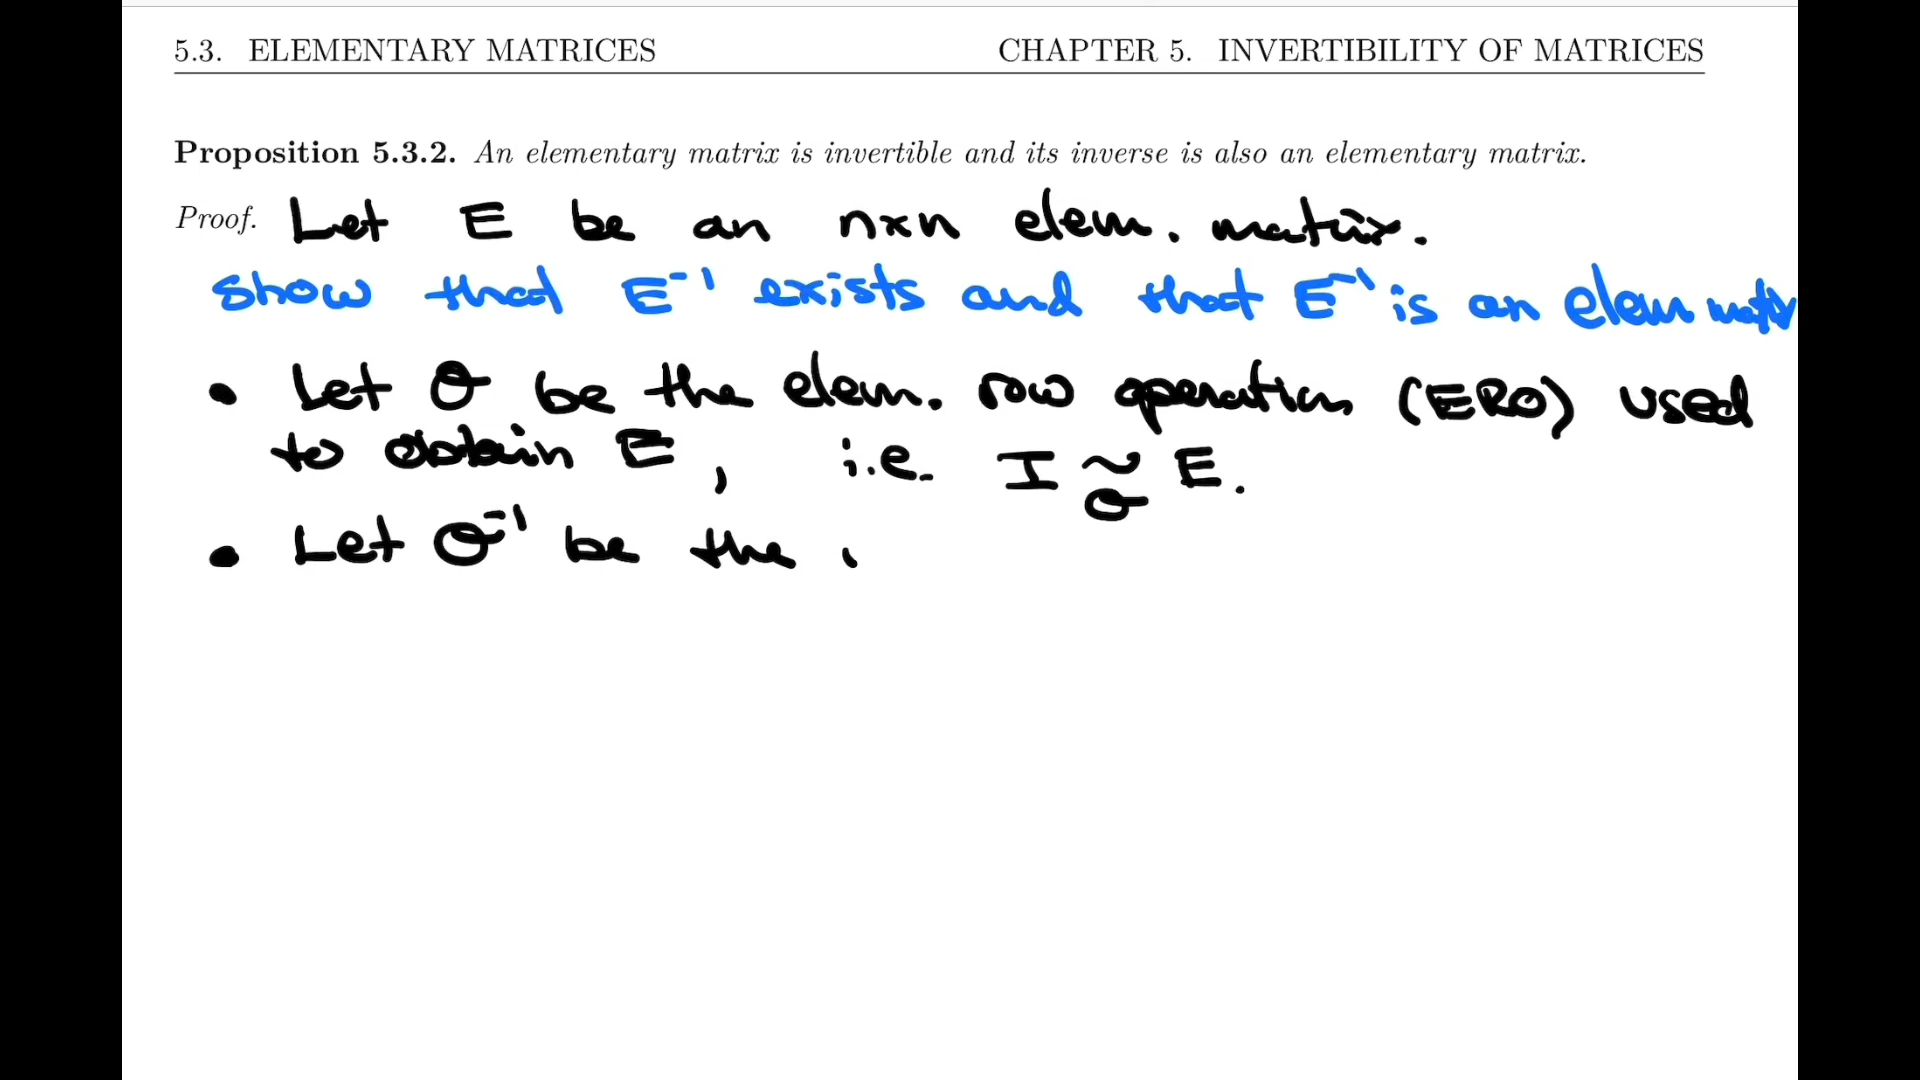 5.3. ELEMENTARY MATRICES CHAPTER 5. INVERTIBILITY OF MATRICES
Proposition 5.3.2. An elementary matrix is invertible and its inverse is also an elementary matrix.
Proof. Let E be an n×n elem. matrix.
show that E⁻¹ exists and that E⁻¹ is an elem
• Let σ be the elem. row operation (ERO) used
to obtain E, i.e. I ~σ E.
• Let σ⁻¹ be the